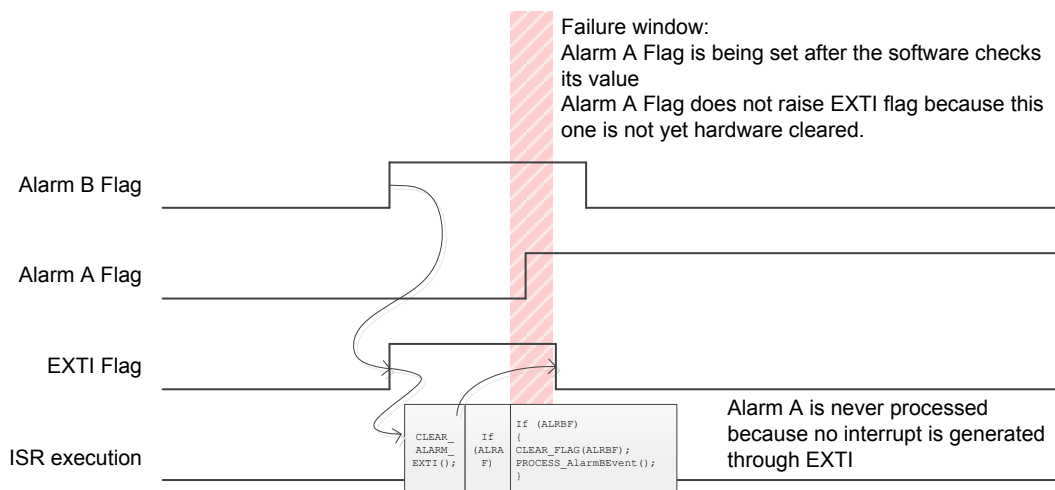 Failure window:
Alarm A Flag is being set after the software checks
its value
Alarm A Flag does not raise EXTI flag because this
one is not yet hardware cleared.
Alarm B Flag
Alarm A Flag
EXTI Flag
ISR execution
CLEAR_
ALARM_
EXTI();
If
(ALRA
F)
If (ALRBF)
{
CLEAR_FLAG(ALRBF);
PROCESS_AlarmBEvent();
}
Alarm A is never processed
because no interrupt is generated
through EXTI